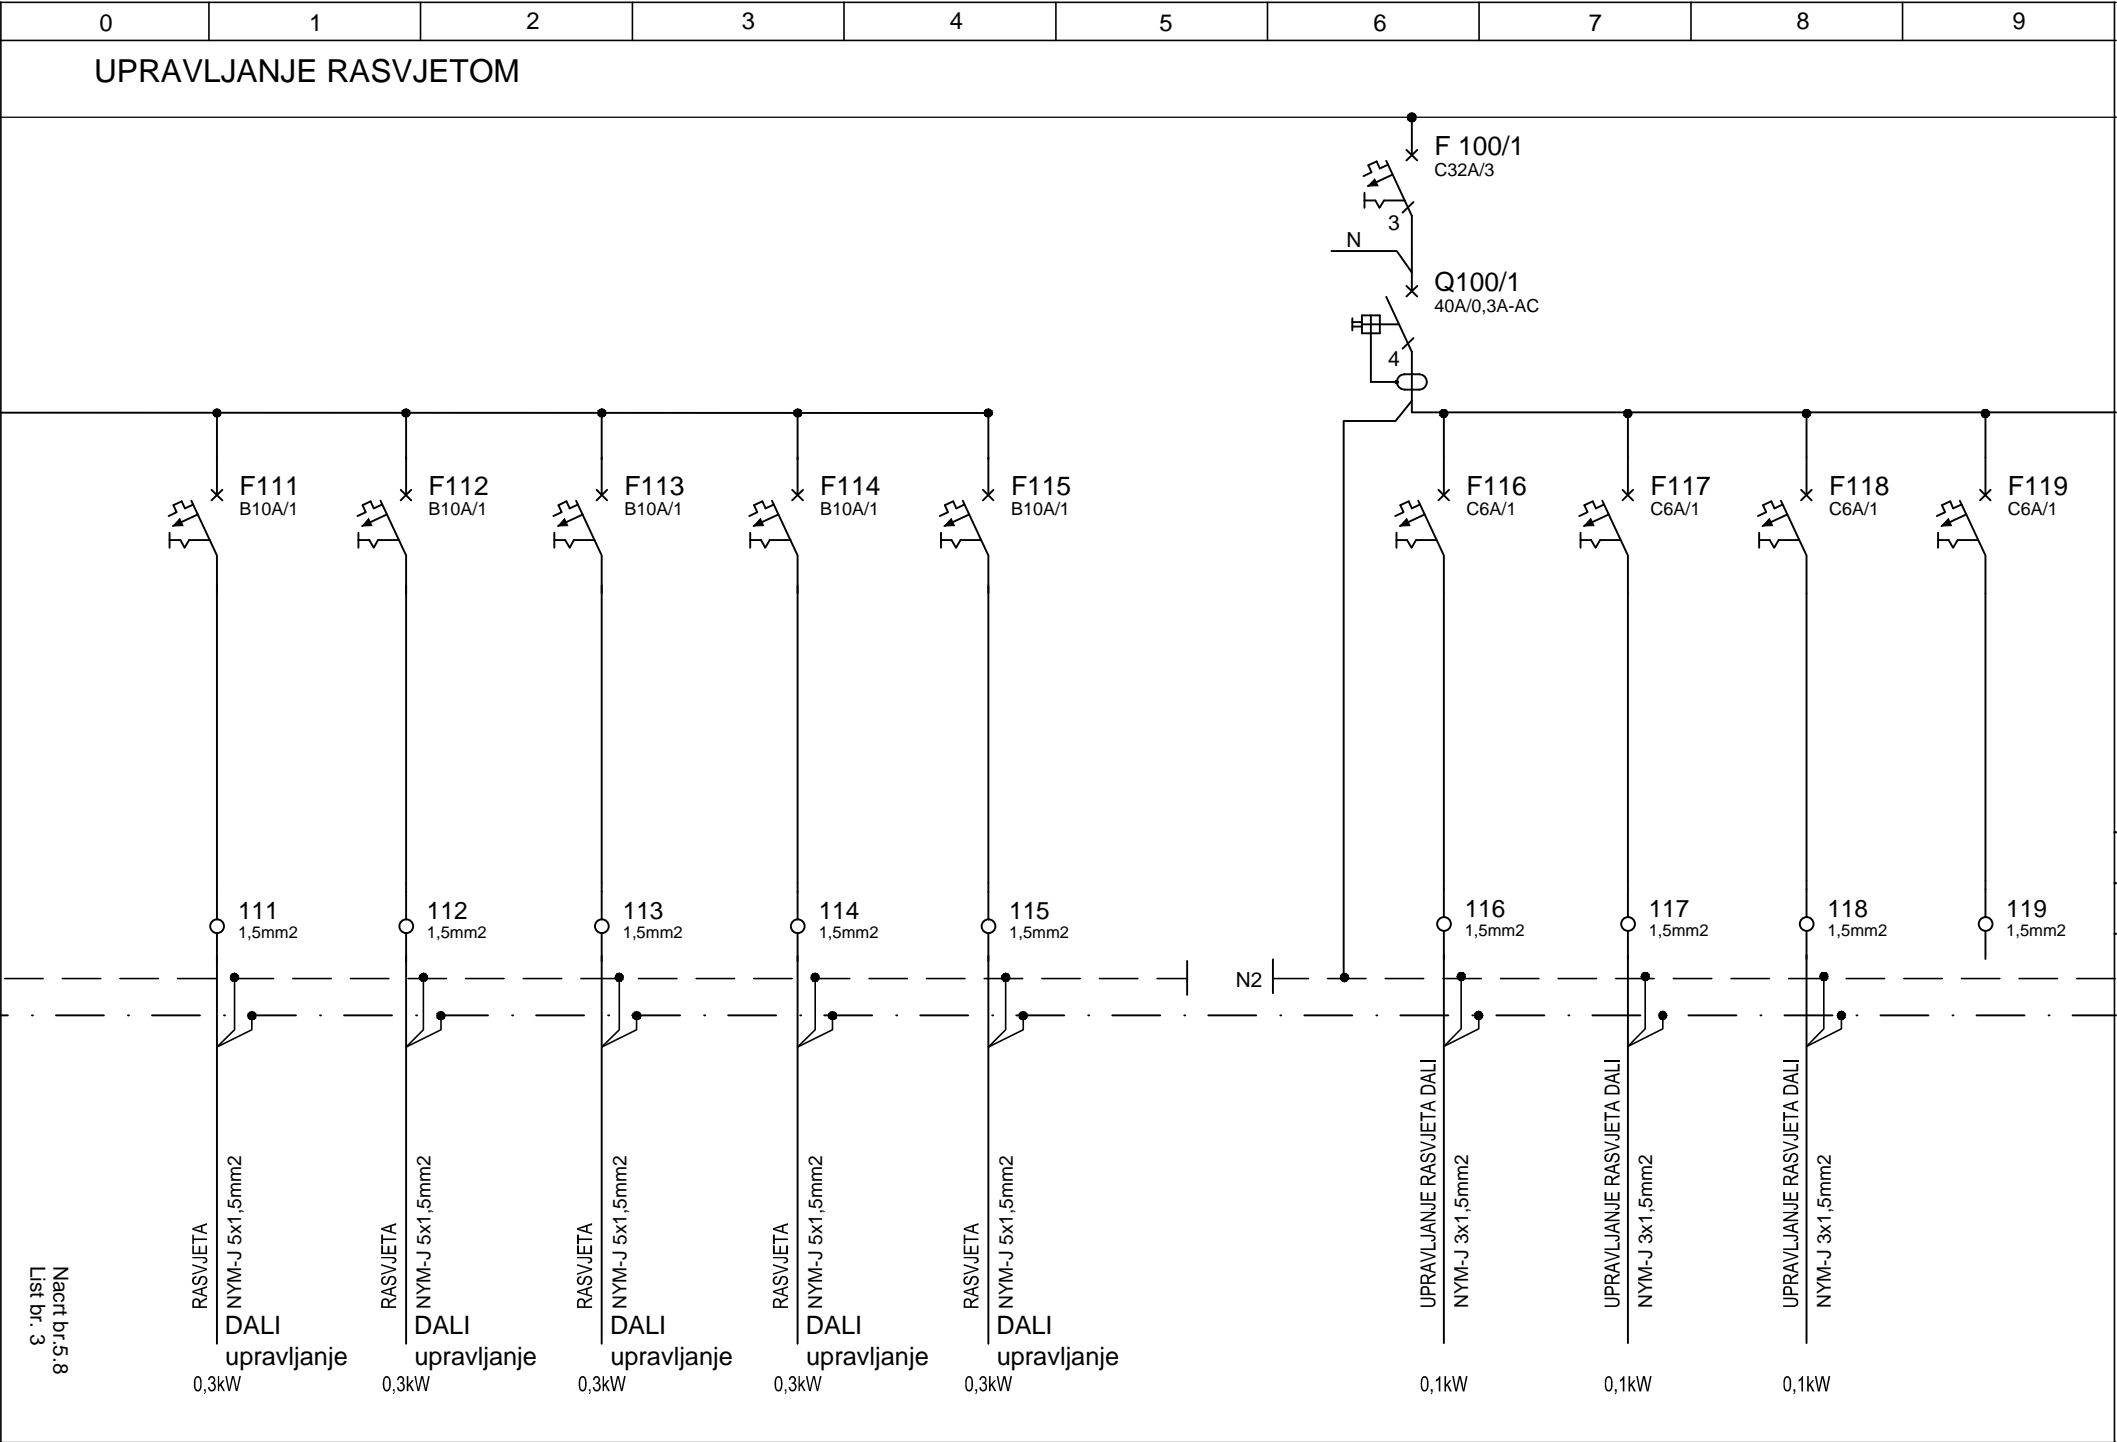 0 1 2 3 4 5 6 7 8 9
UPRAVLJANJE RASVJETOM
F 100/1
C32A/3
3
N
Q100/1
40A/0,3A-AC
4
F111
B10A/1
F112
B10A/1
F113
B10A/1
F114
B10A/1
F115
B10A/1
F116
C6A/1
F117
C6A/1
F118
C6A/1
F119
C6A/1
111
1,5mm2
112
1,5mm2
113
1,5mm2
114
1,5mm2
115
1,5mm2
116
1,5mm2
117
1,5mm2
118
1,5mm2
119
1,5mm2
N2
RASVJETA
NYM-J 5x1,5mm2
DALI
upravljanje
0,3kW
RASVJETA
NYM-J 5x1,5mm2
DALI
upravljanje
0,3kW
RASVJETA
NYM-J 5x1,5mm2
DALI
upravljanje
0,3kW
RASVJETA
NYM-J 5x1,5mm2
DALI
upravljanje
0,3kW
RASVJETA
NYM-J 5x1,5mm2
DALI
upravljanje
0,3kW
UPRAVLJANJE RASVJETA DALI
NYM-J 3x1,5mm2
0,1kW
UPRAVLJANJE RASVJETA DALI
NYM-J 3x1,5mm2
0,1kW
UPRAVLJANJE RASVJETA DALI
NYM-J 3x1,5mm2
0,1kW
Nacrt br.5.8
List br. 3